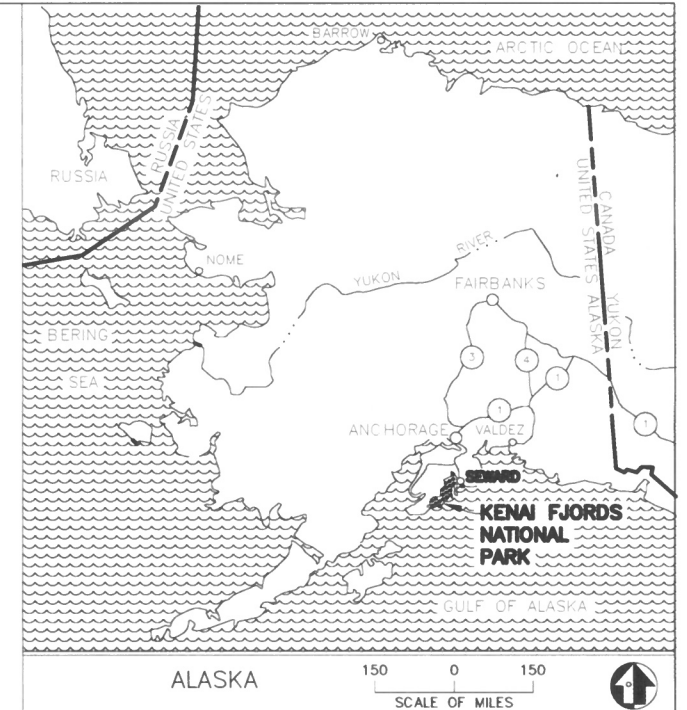 BARROW
ARCTIC OCEAN
RUSSIA
UNITED STATES
RUSSIA
CANADA
UNITED STATES
NOME
RIVER
YUKON
FAIRBANKS
YUKON
ALASKA
BERING
SEA
3
4
1
1
1
ANCHORAGE
VALDEZ
SEWARD
KENAI FJORDS
NATIONAL
PARK
GULF OF ALASKA
ALASKA
150 0 150
SCALE OF MILES